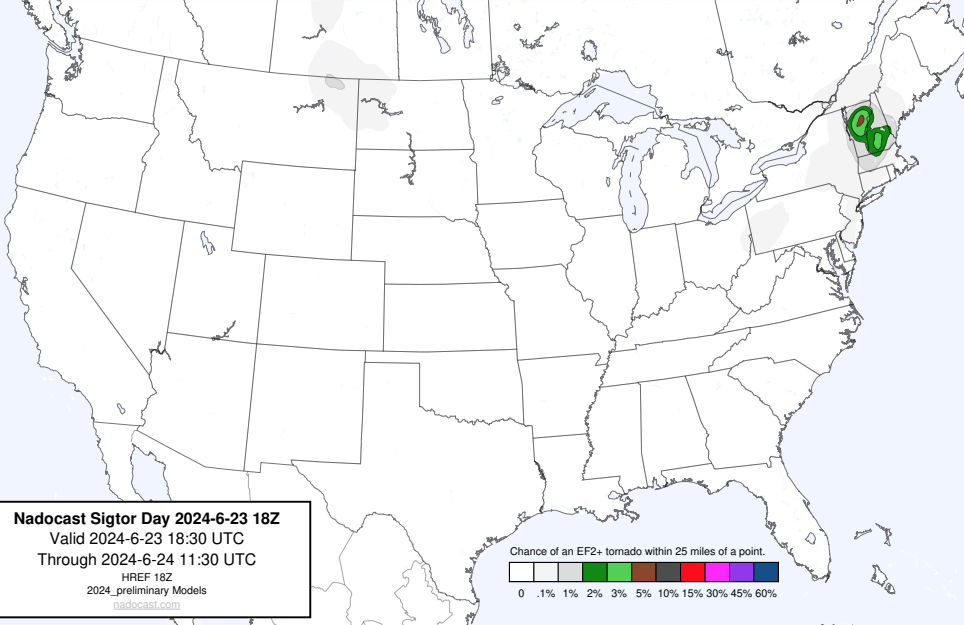 Nadocast Sigtor Day 2024-6-23 18Z
Valid 2024-6-23 18:30 UTC
Through 2024-6-24 11:30 UTC
HREF 18Z
2024_preliminary Models
nadocast.com
Chance of an EF2+ tornado within 25 miles of a point.
0 .1% 1% 2% 3% 5% 10% 15% 30% 45% 60%